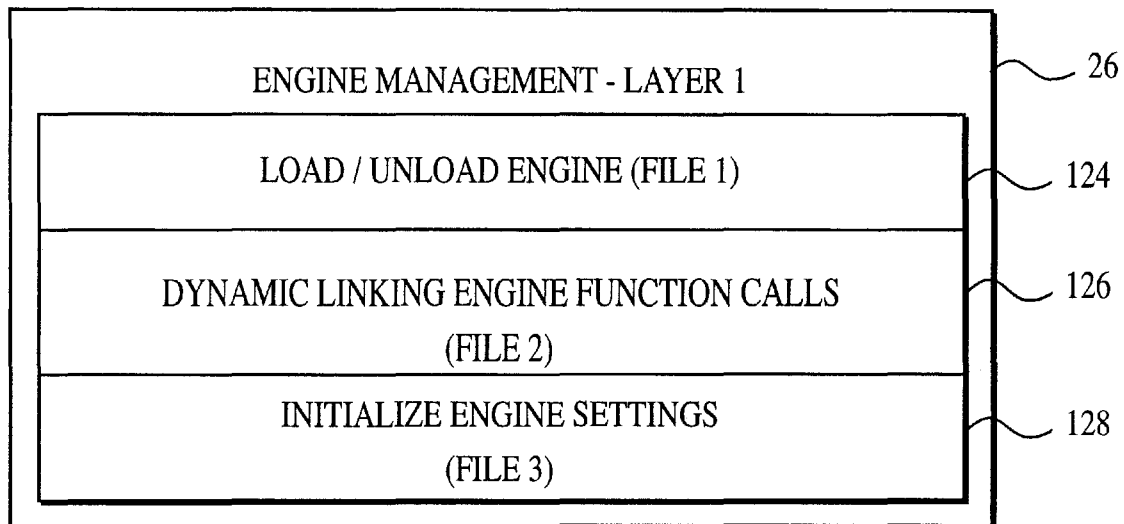 ENGINE MANAGEMENT - LAYER 1
26
LOAD / UNLOAD ENGINE (FILE 1)
124
DYNAMIC LINKING ENGINE FUNCTION CALLS
(FILE 2)
126
INITIALIZE ENGINE SETTINGS
(FILE 3)
128